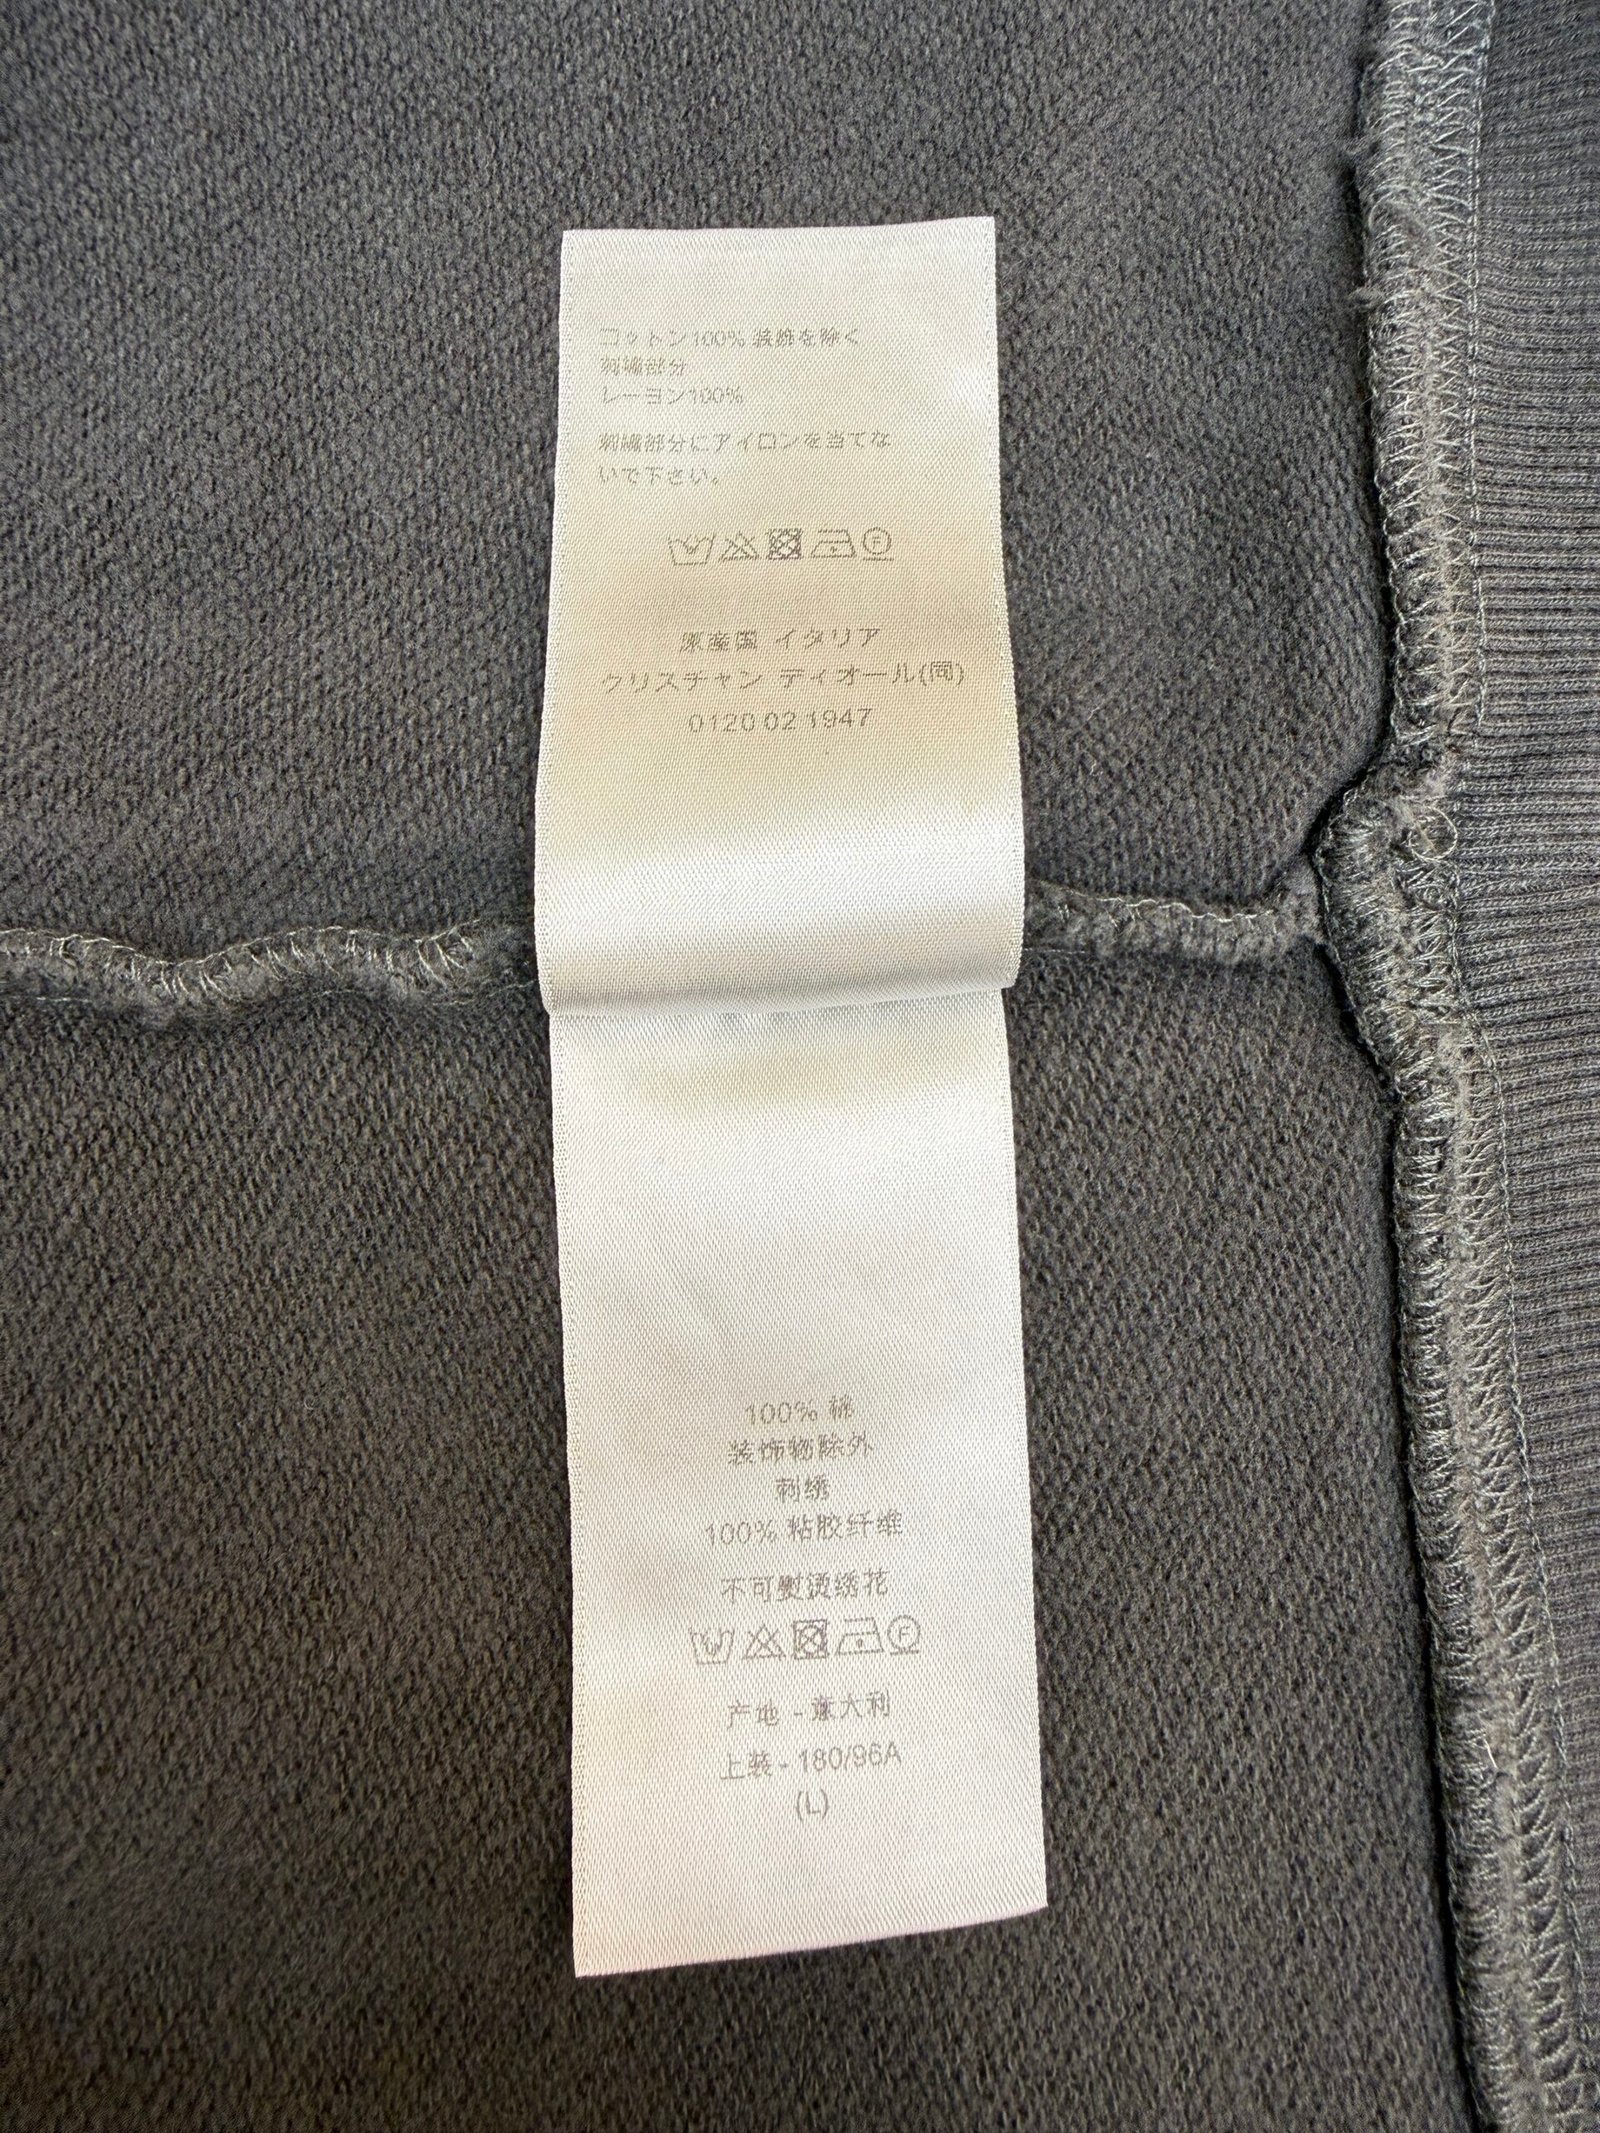 コットン100% 装飾を除く
刺繍部分
レーヨン100%
刺繍部分にアイロンを当てな
いで下さい。
F
原産国 イタリア
クリスチャン ディオール(同)
0120 02 1947
100% 棉
装饰物除外
刺绣
100% 粘胶纤维
不可熨烫绣花
F
产地 - 意大利
上装 - 180/96A
(L)